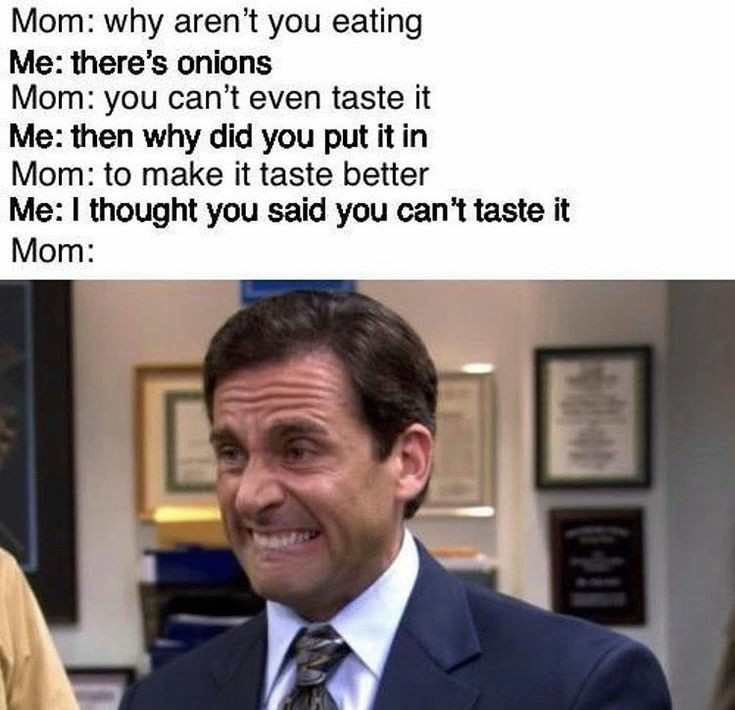 Mom: why aren't you eating
Me: there's onions
Mom: you can't even taste it
Me: then why did you put it in
Mom: to make it taste better
Me: I thought you said you can't taste it
Mom: